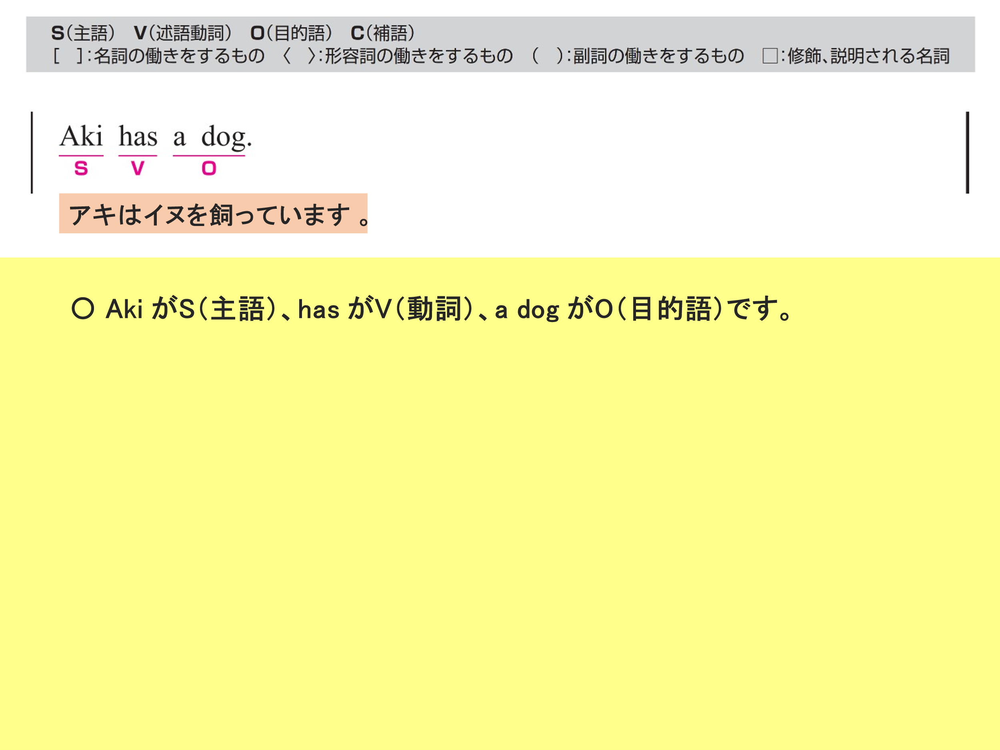 S（主語）　V（述語動詞）　O（目的語）　C（補語）
［　］：名詞の働きをするもの　〈　〉：形容詞の働きをするもの　（　）：副詞の働きをするもの　□：修飾、説明される名詞
Aki has a dog.
S V O
アキはイヌを飼っています。
〇 Aki がS（主語）、has がV（動詞）、a dog がO（目的語）です。